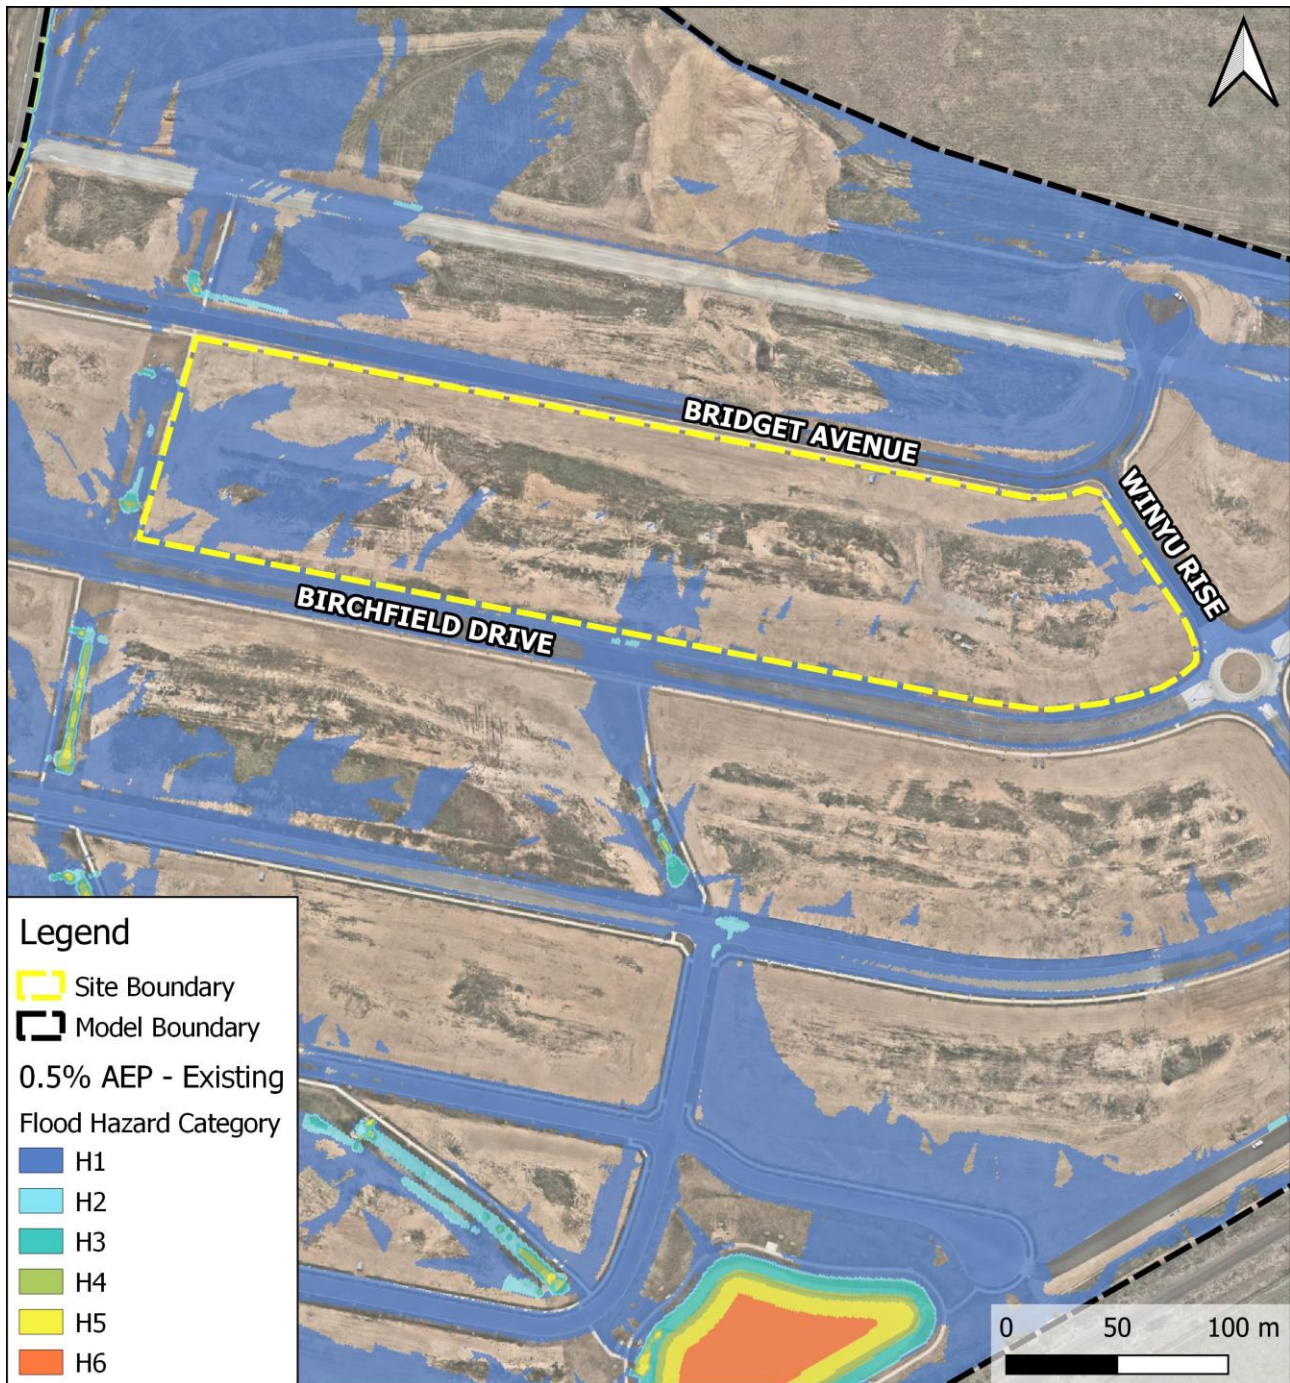 BRIDGET AVENUE
WINYU RISE
BIRCHFIELD DRIVE
Legend
Site Boundary
Model Boundary
0.5% AEP - Existing
Flood Hazard Category
H1
H2
H3
H4
H5
H6
0 50 100 m